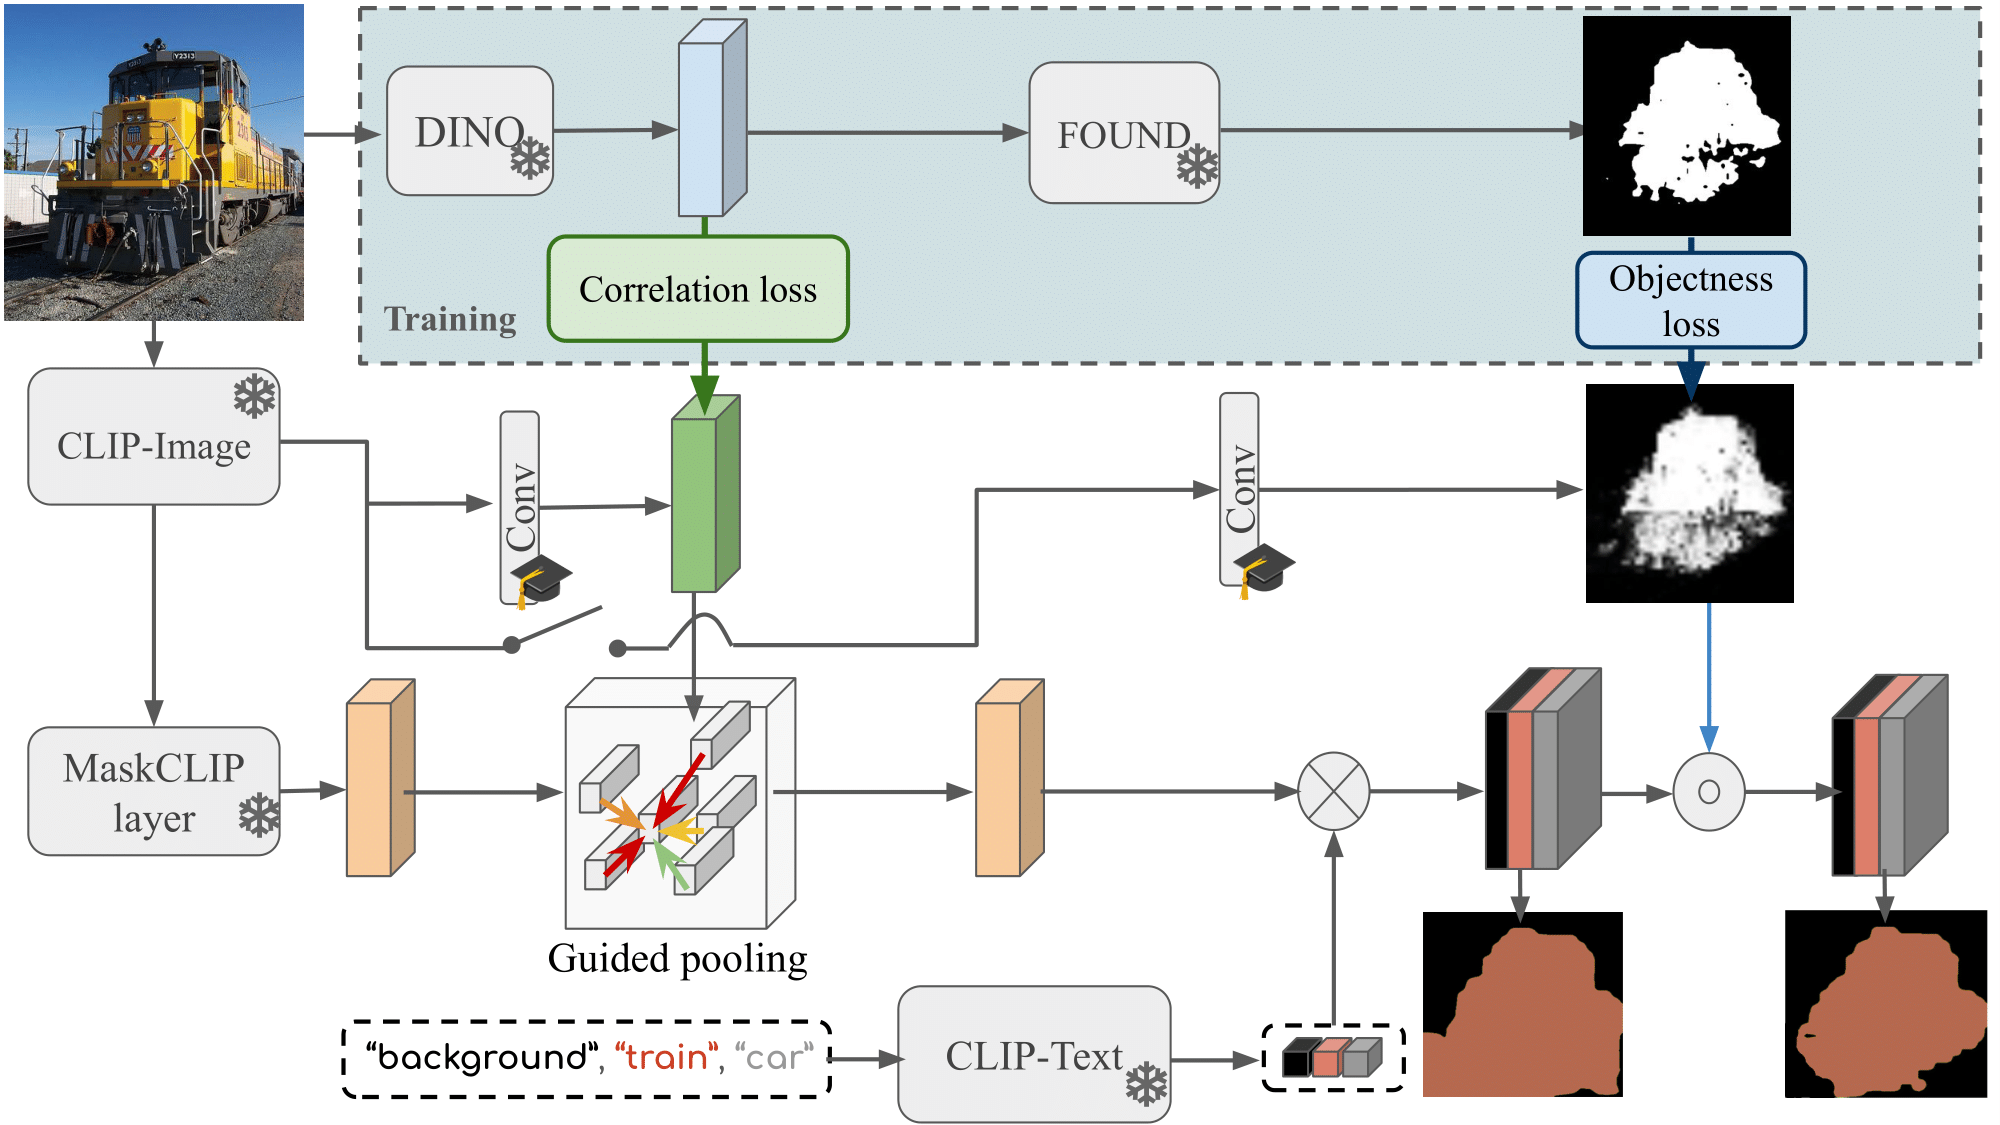 Y2313
DINO
FOUND
Correlation loss
Objectness
loss
Training
CLIP-Image
Conv
Conv
MaskCLIP
layer
Guided pooling
“background”, “train”, “car”
CLIP-Text